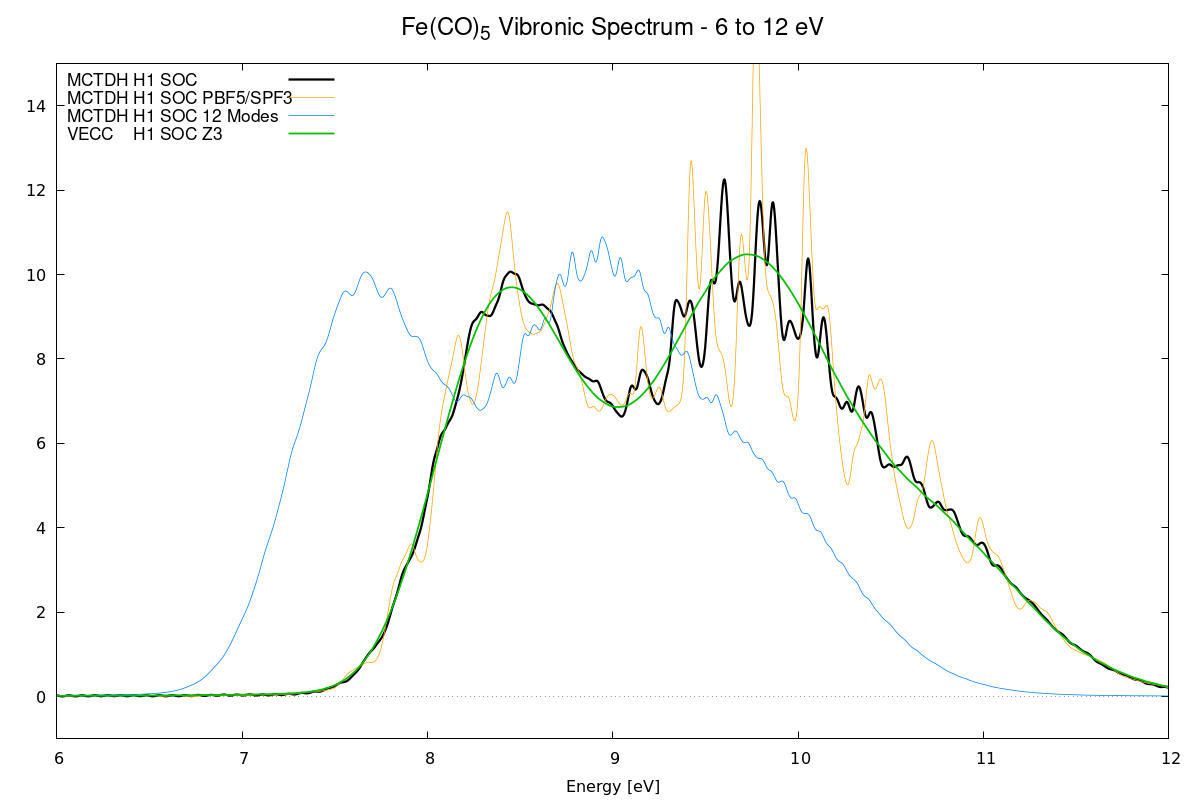 Fe(CO)5 Vibronic Spectrum - 6 to 12 eV
MCTDH H1 SOC
MCTDH H1 SOC PBF5/SPF3
MCTDH H1 SOC 12 Modes
VECC H1 SOC Z3
14
12
10
8
6
4
2
0
6 7 8 9 10 11 12
Energy [eV]